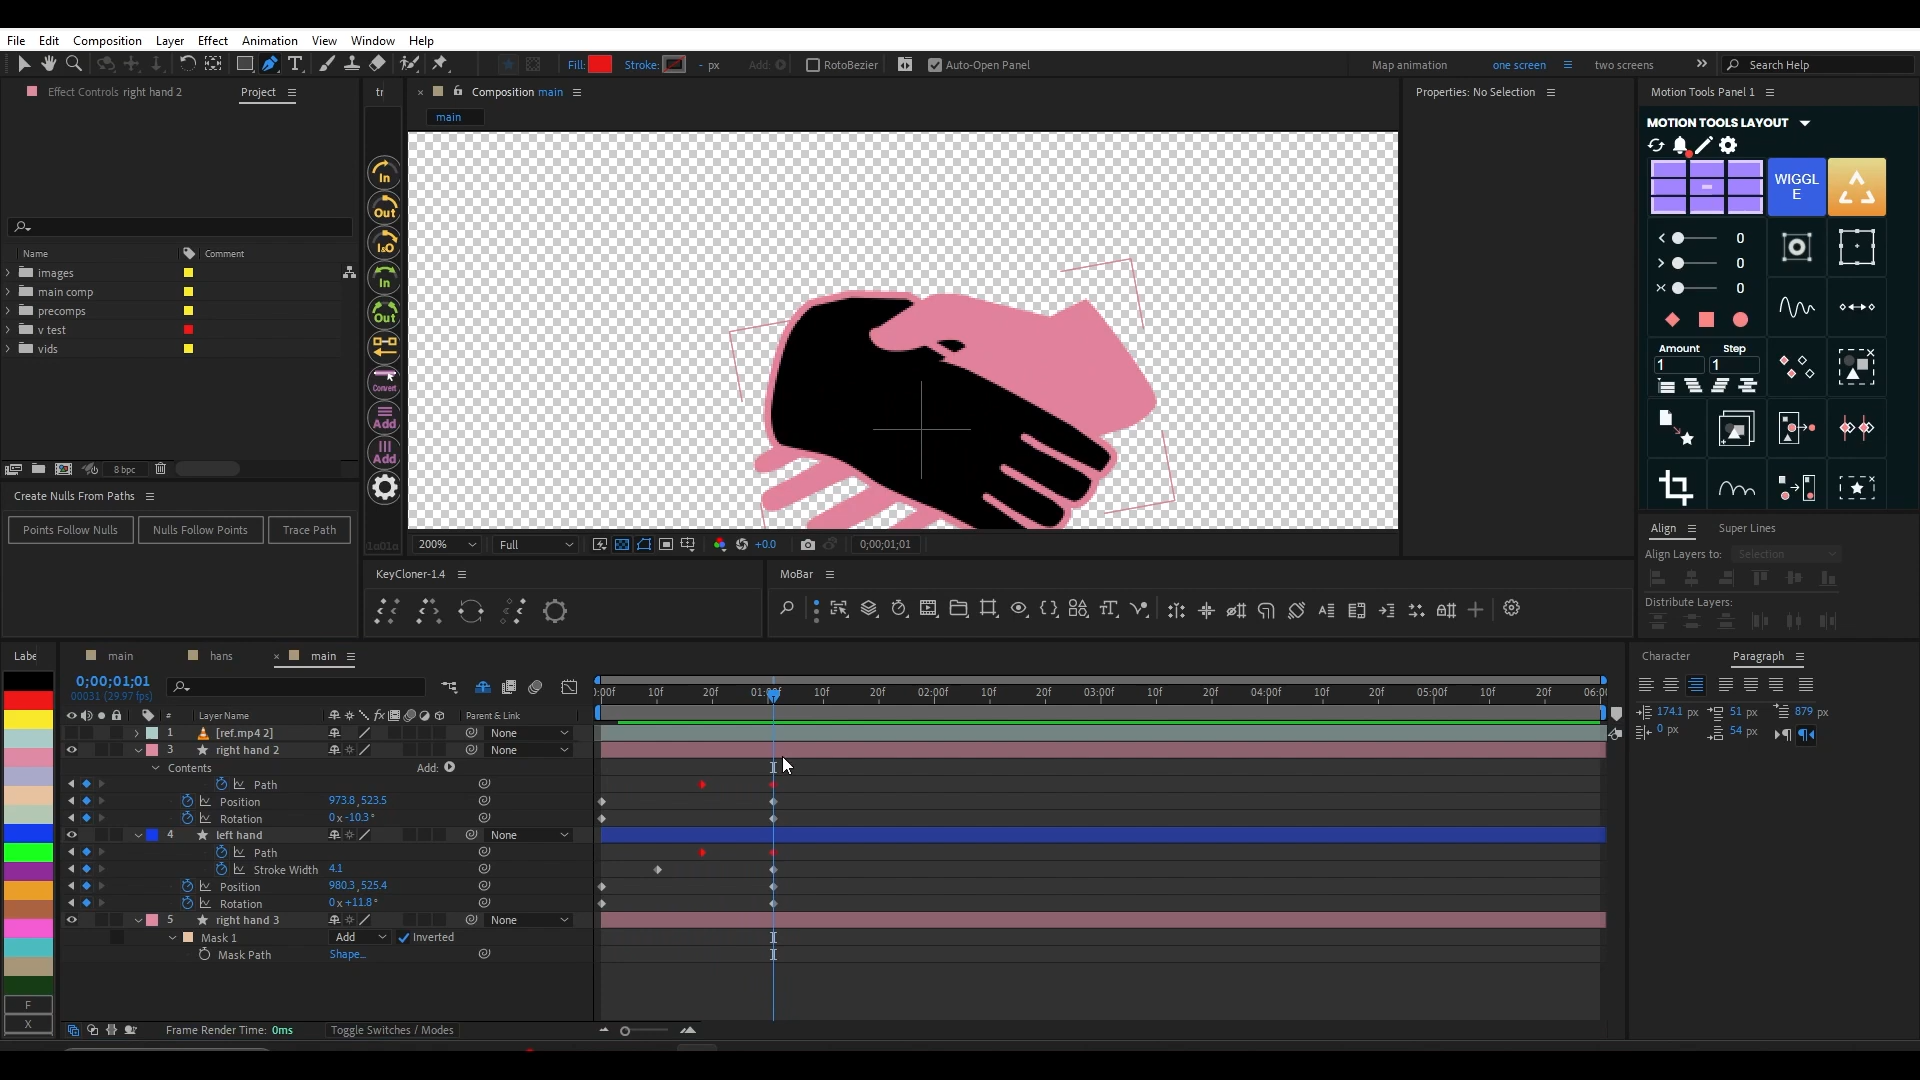 File Edit Composition Layer Effect Animation View Window Help
Fill: Stroke: - px Add: RotoBezier Auto-Open Panel Map animation one screen two screens Search Help
Effect Controls right hand 2 Project
Composition main
main
Properties: No Selection
Motion Tools Panel 1
MOTION TOOLS LAYOUT
WIGGL
E
0
0
0
Amount Step
1 1
Name Comment
images
main comp
precomps
v test
vids
8 bpc
In
Out
I&O
In
Out
Convert
Add
Add
Create Nulls From Paths
Points Follow Nulls Nulls Follow Points Trace Path
200% Full +0.0 0;00;01;01
KeyCloner-1.4
MoBar
Align Super Lines
Align Layers to: Selection
Distribute Layers:
Labe main hans main
0;00;01;01
00031 (29.97 fps)
:00f 10f 20f 01:00f 10f 20f 02:00f 10f 20f 03:00f 10f 20f 04:00f 10f 20f 05:00f 10f 20f 06:0
# Layer Name Parent & Link
1 [ref.mp4 2] None
3 right hand 2 None
Contents Add:
Path
Position 973.8,523.5
Rotation 0x-10.3°
4 left hand None
Path
Stroke Width 4.1
Position 980.3,525.4
Rotation 0x+11.8°
5 right hand 3 None
Mask 1 Add Inverted
Mask Path Shape...
F
X
Frame Render Time: 0ms Toggle Switches / Modes
Character Paragraph
174.1 px 51 px 879 px
0 px 54 px